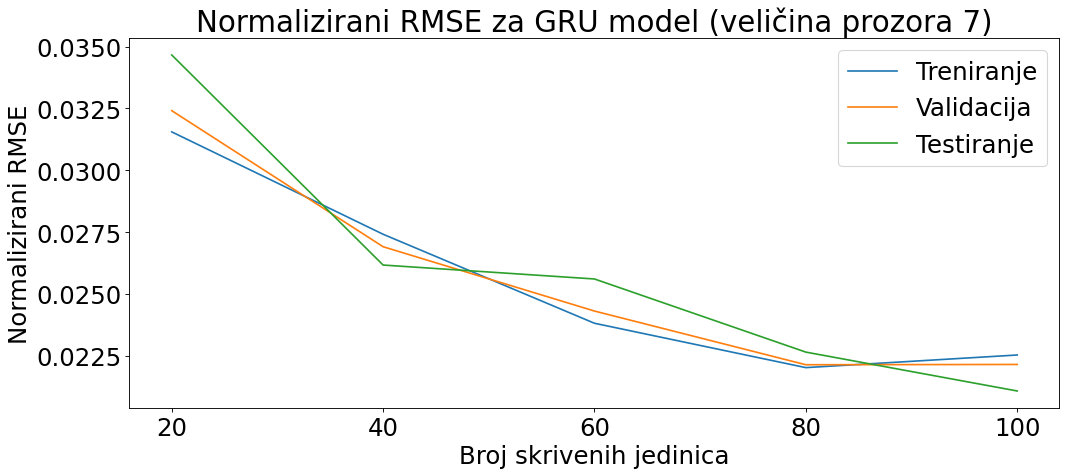 Normalizirani RMSE za GRU model (veličina prozora 7)
Normalizirani RMSE
0.0350
0.0325
0.0300
0.0275
0.0250
0.0225
Treniranje
Validacija
Testiranje
20 40 60 80 100
Broj skrivenih jedinica